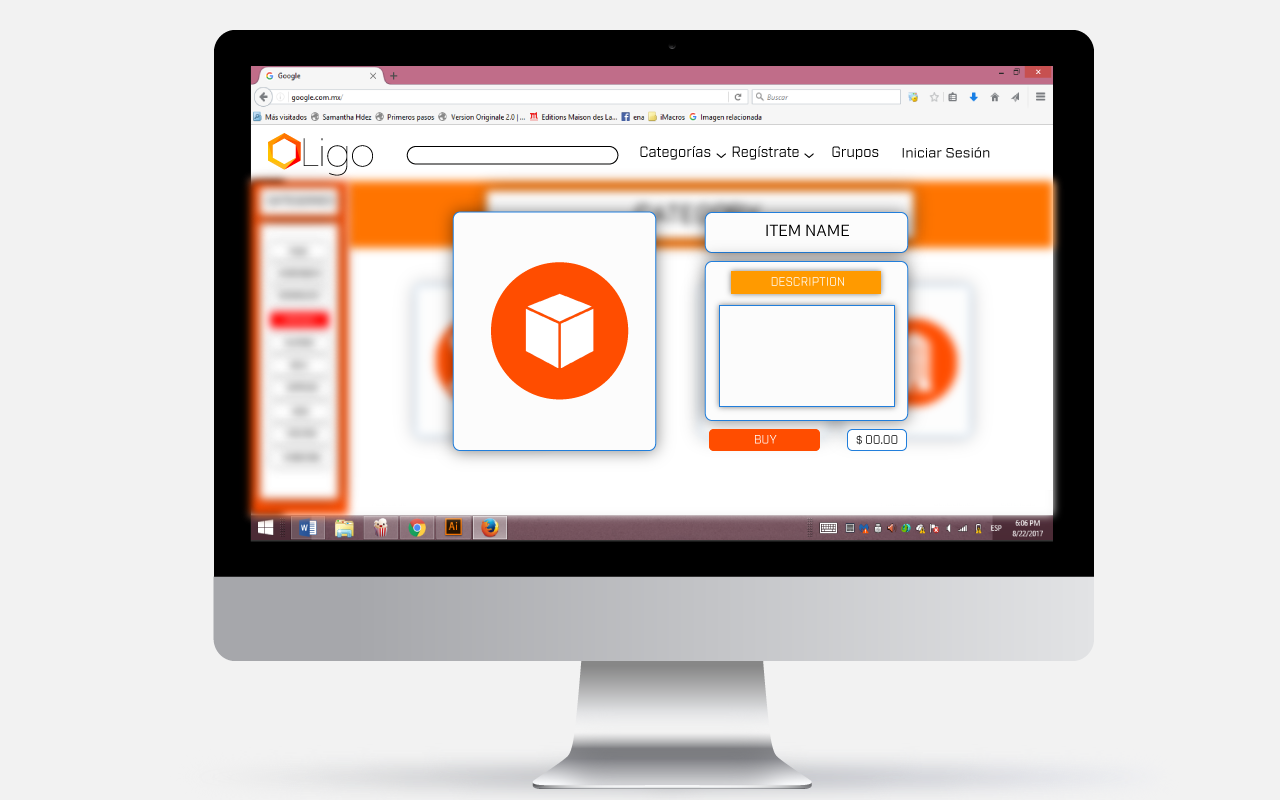 Google
google.com.mx/
Buscar
Más visitados Samantha Hdez Primeros pasos Version Originale 2.0 |... Editions Maison des La... ena iMacros Imagen relacionada
Ligo
Categorías Regístrate Grupos Iniciar Sesión
CATEGORY
ITEM NAME
DESCRIPTION
BUY
$ 00.00
W
Ai
ESP
6:06 PM
8/22/2017